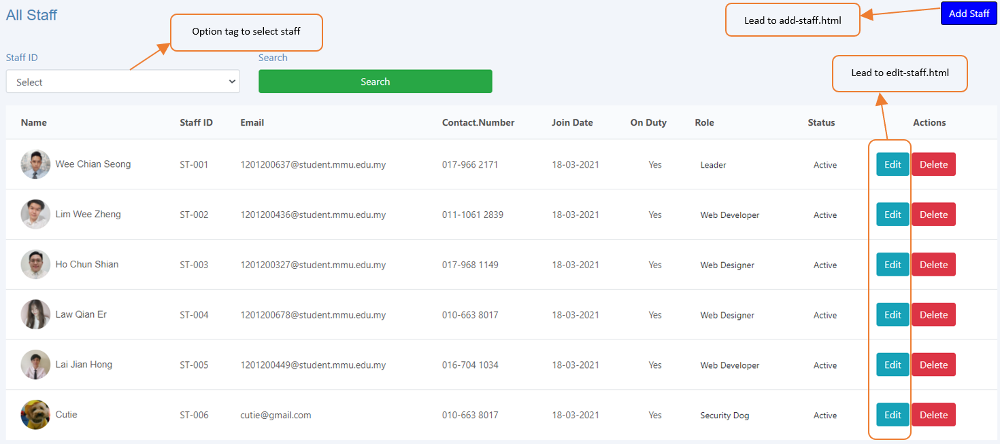 All Staff
Option tag to select staff
Lead to add-staff.html
Add Staff
Staff ID
Search
Select
Search
Lead to edit-staff.html
Name Staff ID Email Contact.Number Join Date On Duty Role Status Actions
Wee Chian Seong ST-001 1201200637@student.mmu.edu.my 017-966 2171 18-03-2021 Yes Leader Active Edit Delete
Lim Wee Zheng ST-002 1201200436@student.mmu.edu.my 011-1061 2839 18-03-2021 Yes Web Developer Active Edit Delete
Ho Chun Shian ST-003 1201200327@student.mmu.edu.my 017-968 1149 18-03-2021 Yes Web Designer Active Edit Delete
Law Qian Er ST-004 1201200678@student.mmu.edu.my 010-663 8017 18-03-2021 Yes Web Designer Active Edit Delete
Lai Jian Hong ST-005 1201200449@student.mmu.edu.my 016-704 1034 18-03-2021 Yes Web Developer Active Edit Delete
Cutie ST-006 cutie@gmail.com 010-663 8017 18-03-2021 Yes Security Dog Active Edit Delete